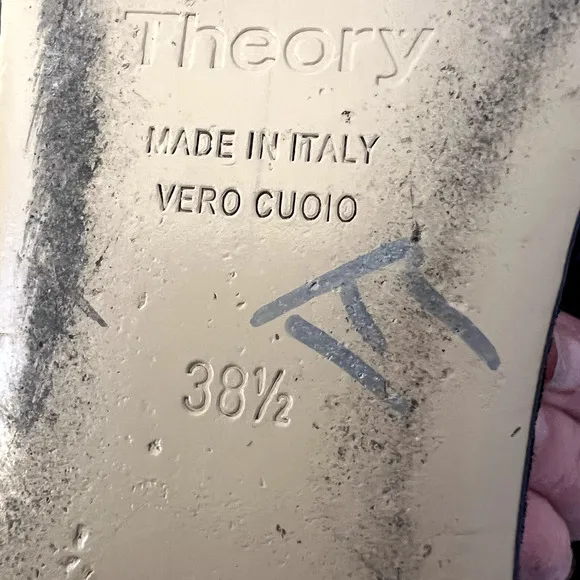 Theory
MADE IN ITALY
VERO CUOIO
38½